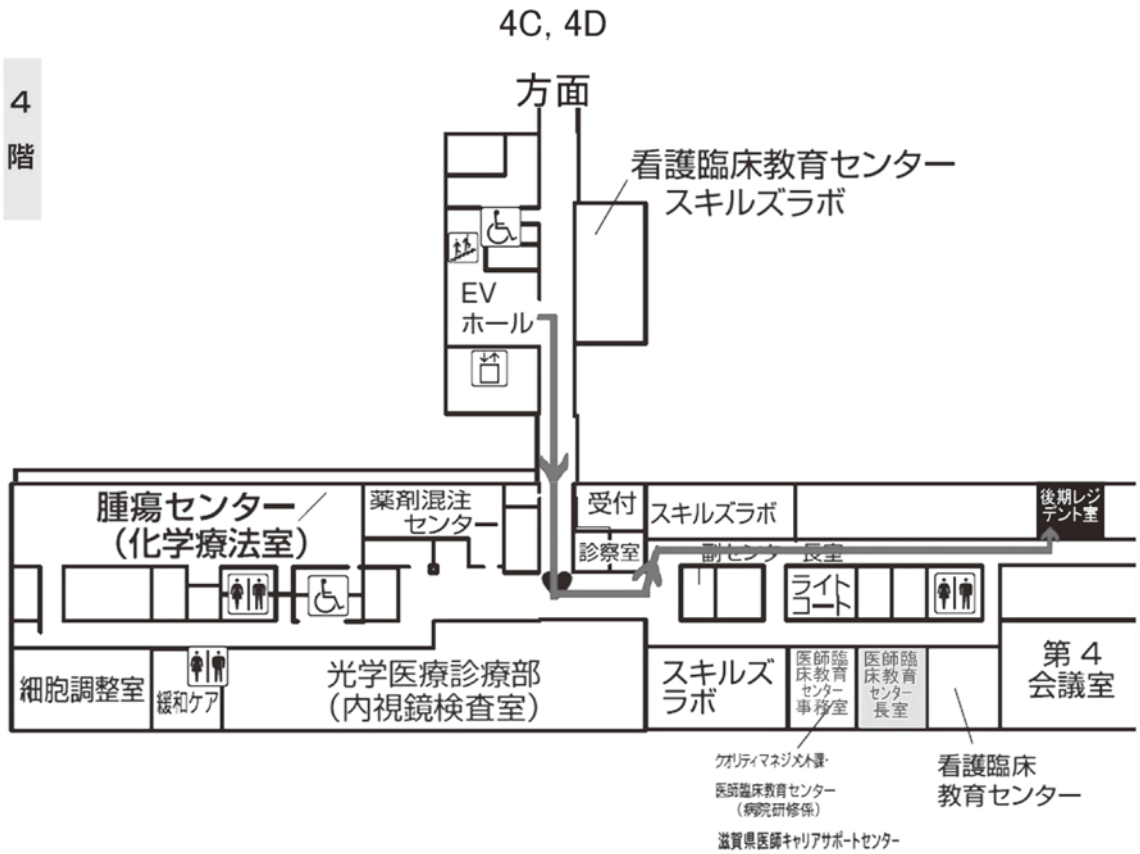 4C, 4D
方面
4
階
看護臨床教育センター
スキルズラボ
EV
ホール
腫瘍センター
(化学療法室)
薬剤混注
センター
受付
診察室
スキルズラボ
後期レジ
デント室
副センター長室
ライト
コート
細胞調整室
緩和ケア
光学医療診療部
(内視鏡検査室)
スキルズ
ラボ
医師臨
床教育
センター
事務室
医師臨
床教育
センター
長室
第4
会議室
クオリティマネジメント課・
医師臨床教育センター
(病院研修係)
滋賀県医師キャリアサポートセンター
看護臨床
教育センター